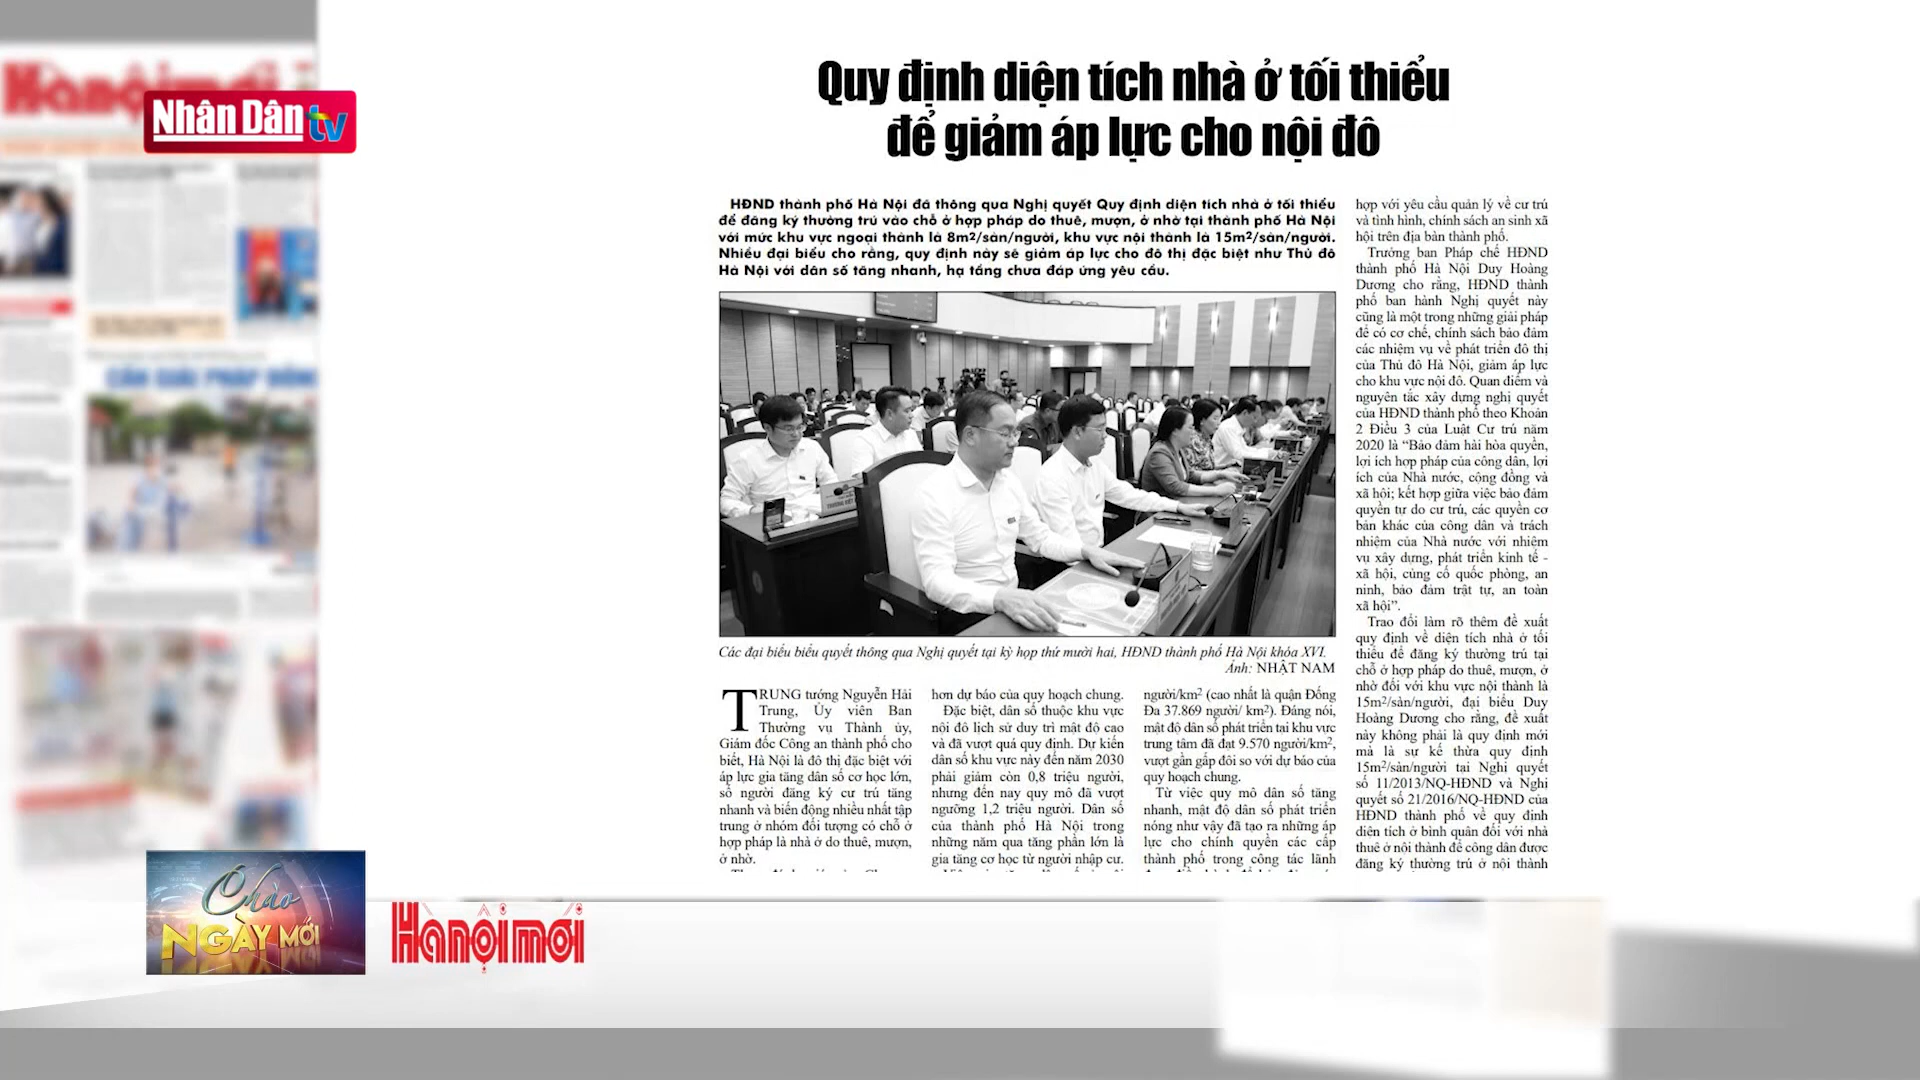 Nhân Dân tv
Quy định diện tích nhà ở tối thiểu
để giảm áp lực cho nội đô
HĐND thành phố Hà Nội đã thông qua Nghị quyết Quy định diện tích nhà ở tối thiểu
để đăng ký thường trú vào chỗ ở hợp pháp do thuê, mượn, ở nhờ tại thành phố Hà Nội
với mức khu vực ngoại thành là 8m²/sàn/người, khu vực nội thành là 15m²/sàn/người.
Nhiều đại biểu cho rằng, quy định này sẽ giảm áp lực cho đô thị đặc biệt như Thủ đô
Hà Nội với dân số tăng nhanh, hạ tầng chưa đáp ứng yêu cầu.
Các đại biểu biểu quyết thông qua Nghị quyết tại kỳ họp thứ mười hai, HĐND thành phố Hà Nội khóa XVI.
Ảnh: NHẬT NAM
TRUNG tướng Nguyễn Hải
Trung, Ủy viên Ban
Thường vụ Thành ủy,
Giám đốc Công an thành phố cho
biết, Hà Nội là đô thị đặc biệt với
áp lực gia tăng dân số cơ học lớn,
số người đăng ký cư trú tăng
nhanh và biến động nhiều nhất tập
trung ở nhóm đối tượng có chỗ ở
hợp pháp là nhà ở do thuê, mượn,
ở nhờ.
hơn dự báo của quy hoạch chung.
Đặc biệt, dân số thuộc khu vực
nội đô lịch sử duy trì mật độ cao
và đã vượt quá quy định. Dự kiến
dân số khu vực này đến năm 2030
phải giảm còn 0,8 triệu người,
nhưng đến nay quy mô đã vượt
ngưỡng 1,2 triệu người. Dân số
của thành phố Hà Nội trong
những năm qua tăng phần lớn là
gia tăng cơ học từ người nhập cư.
người/km² (cao nhất là quận Đống
Đa 37.869 người/ km²). Đáng nói,
mật độ dân số phát triển tại khu vực
trung tâm đã đạt 9.570 người/km²,
vượt gần gấp đôi so với dự báo của
quy hoạch chung.
Từ việc quy mô dân số tăng
nhanh, mật độ dân số phát triển
nóng như vậy đã tạo ra những áp
lực cho chính quyền các cấp
thành phố trong công tác lãnh
hợp với yêu cầu quản lý về cư trú
và tình hình, chính sách an sinh xã
hội trên địa bàn thành phố.
Trưởng ban Pháp chế HĐND
thành phố Hà Nội Duy Hoàng
Dương cho rằng, HĐND thành
phố ban hành Nghị quyết này
cũng là một trong những giải pháp
để có cơ chế, chính sách bảo đảm
các nhiệm vụ về phát triển đô thị
của Thủ đô Hà Nội, giảm áp lực
cho khu vực nội đô. Quan điểm và
nguyên tắc xây dựng nghị quyết
của HĐND thành phố theo Khoản
2 Điều 3 của Luật Cư trú năm
2020 là “Bảo đảm hài hòa quyền,
lợi ích hợp pháp của công dân, lợi
ích của Nhà nước, cộng đồng và
xã hội; kết hợp giữa việc bảo đảm
quyền tự do cư trú, các quyền cơ
bản khác của công dân và trách
nhiệm của Nhà nước với nhiệm
vụ xây dựng, phát triển kinh tế -
xã hội, củng cố quốc phòng, an
ninh, bảo đảm trật tự, an toàn
xã hội”.
Trao đổi làm rõ thêm đề xuất
quy định về diện tích nhà ở tối
thiểu để đăng ký thường trú tại
chỗ ở hợp pháp do thuê, mượn, ở
nhờ đối với khu vực nội thành là
15m²/sàn/người, đại biểu Duy
Hoàng Dương cho rằng, đề xuất
này không phải là quy định mới
mà là sự kế thừa quy định
15m²/sàn/người tại Nghị quyết
số 11/2013/NQ-HĐND và Nghị
quyết số 21/2016/NQ-HĐND của
HĐND thành phố về quy định
diện tích ở bình quân đối với nhà
thuê ở nội thành để công dân được
đăng ký thường trú ở nội thành
Chào
NGÀY MỚI
Hànộimới